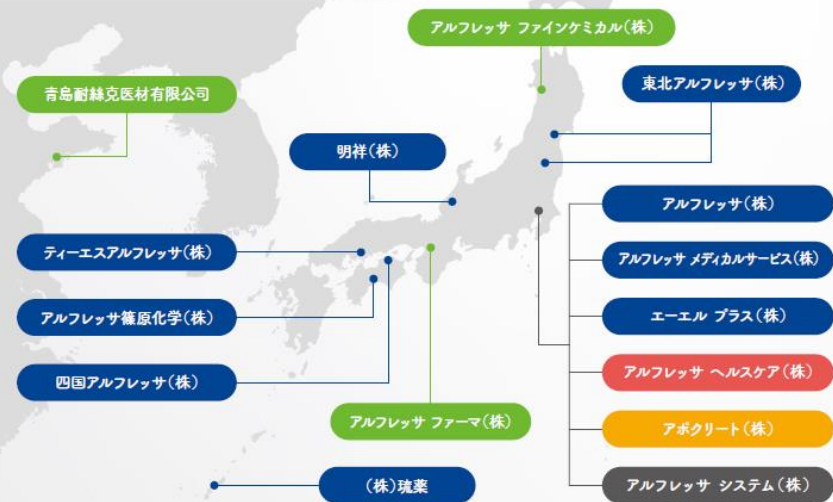 アルフレッサ ファインケミカル(株)
青島耐絲克医材有限公司
東北アルフレッサ(株)
明祥(株)
アルフレッサ(株)
ティーエスアルフレッサ(株)
アルフレッサ メディカルサービス(株)
アルフレッサ篠原化学(株)
エーエル プラス(株)
四国アルフレッサ(株)
アルフレッサ ヘルスケア(株)
アルフレッサ ファーマ(株)
アポクリート(株)
(株)琉薬
アルフレッサ システム(株)